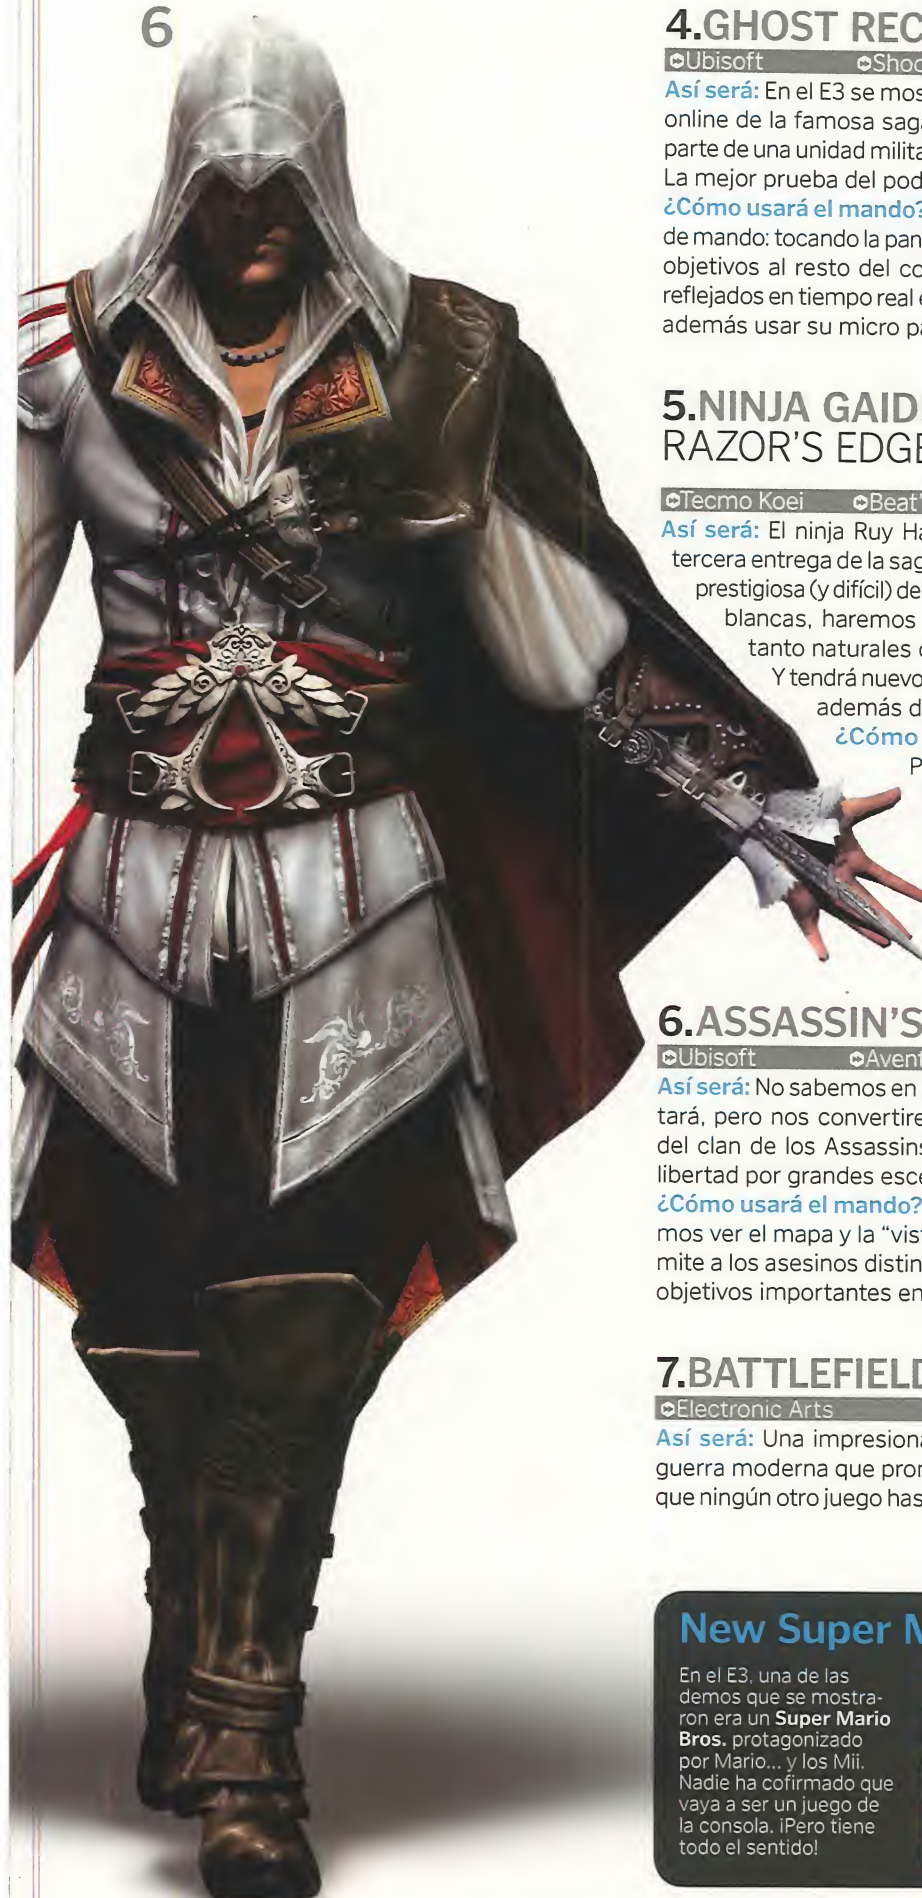 6
4.GHOST REC
Ubisoft Shoo
Así será: En el E3 se mos
online de la famosa saga
parte de una unidad milita
La mejor prueba del pod
¿Cómo usará el mando?
de mando: tocando la pan
objetivos al resto del co
reflejados en tiempo real e
además usar su micro pa
5.NINJA GAID
RAZOR'S EDGE
Tecmo Koei Beat'
Así será: El ninja Ruy Ha
tercera entrega de la sag
prestigiosa (y difícil) de
blancas, haremos
tanto naturales c
Y tendrá nuevo
además d
¿Cómo
P
6.ASSASSIN'S
Ubisoft Avent
Así será: No sabemos en
tará, pero nos convertire
del clan de los Assassins
libertad por grandes esce
¿Cómo usará el mando?
mos ver el mapa y la “vist
mite a los asesinos distin
objetivos importantes en
7.BATTLEFIELD
Electronic Arts
Así será: Una impresiona
guerra moderna que pron
que ningún otro juego has
New Super M
En el E3, una de las
demos que se mostra-
ron era un Super Mario
Bros. protagonizado
por Mario... y los Mii.
Nadie ha cofirmado que
vaya a ser un juego de
la consola. ¡Pero tiene
todo el sentido!